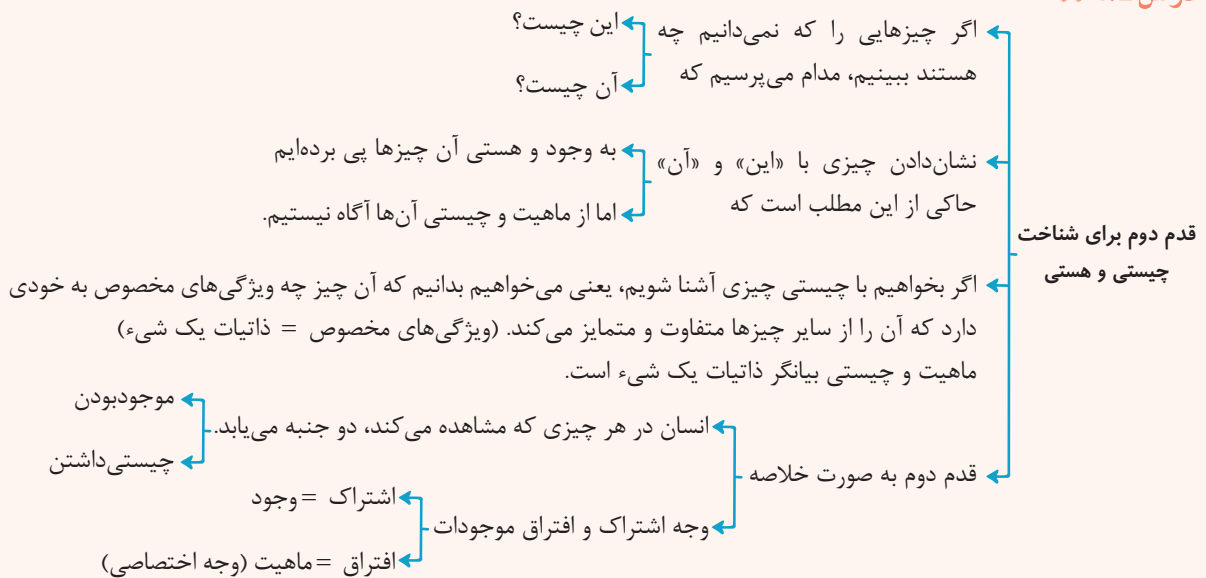 قدم دوم برای شناخت
چیستی و هستی
اگر چیزهایی را که نمی‌دانیم چه
هستند ببینیم، مدام می‌پرسیم که
این چیست؟
آن چیست؟
نشان‌دادن چیزی با «این» و «آن»
حاکی از این مطلب است که
به وجود و هستی آن چیزها پی برده‌ایم
اما از ماهیت و چیستی آن‌ها آگاه نیستیم.
اگر بخواهیم با چیستی چیزی آشنا شویم، یعنی می‌خواهیم بدانیم که آن چیز چه ویژگی‌های مخصوص به خودی
دارد که آن را از سایر چیزها متفاوت و متمایز می‌کند. (ویژگی‌های مخصوص = ذاتیات یک شیء)
ماهیت و چیستی بیانگر ذاتیات یک شیء است.
قدم دوم به صورت خلاصه
انسان در هر چیزی که مشاهده می‌کند، دو جنبه می‌یابد.
موجودبودن
چیستی‌داشتن
وجه اشتراک و افتراق موجودات
اشتراک = وجود
افتراق = ماهیت (وجه اختصاصی)